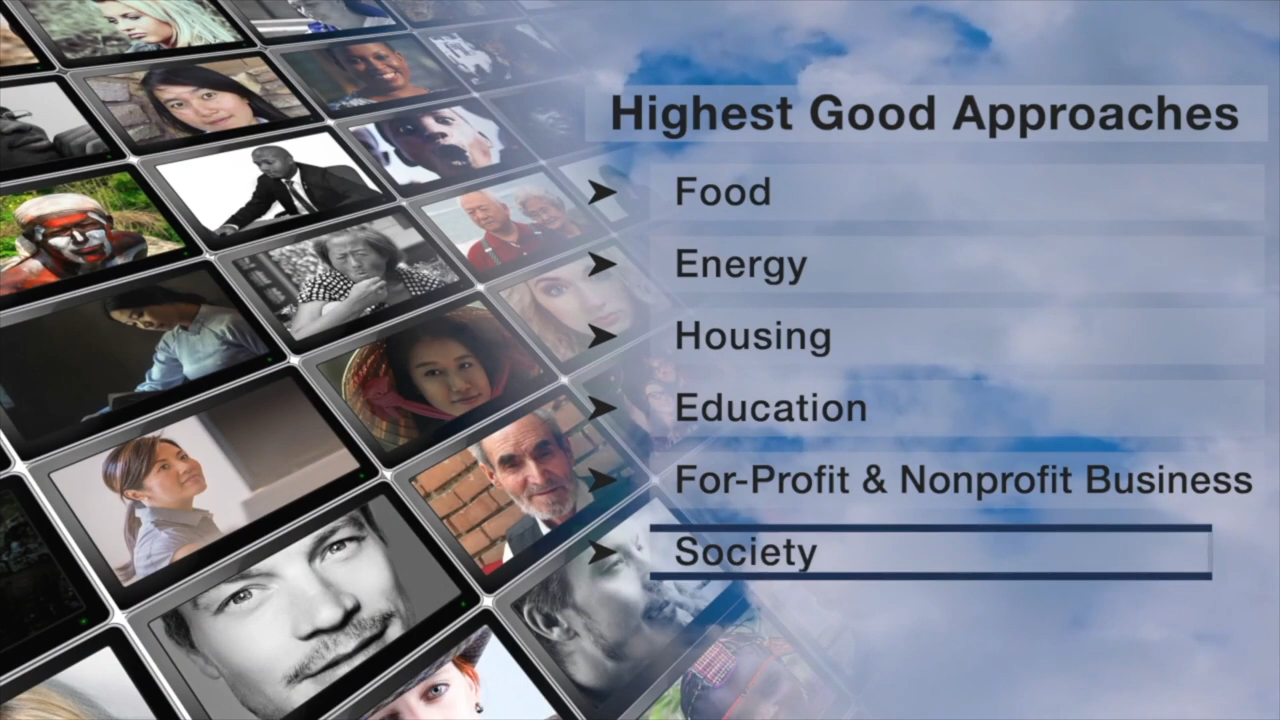 Highest Good Approaches
Food
Energy
Housing
Education
For-Profit & Nonprofit Business
Society